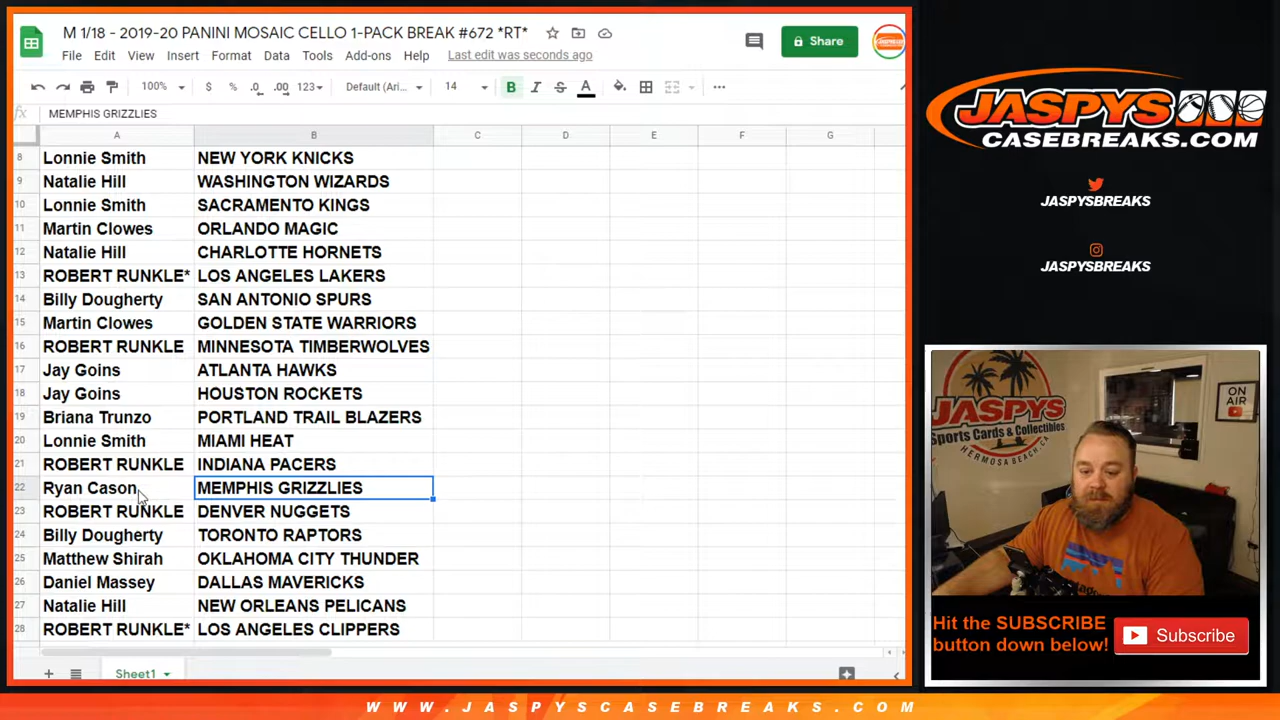 M 1/18 - 2019-20 PANINI MOSAIC CELLO 1-PACK BREAK #672 *RT*
File Edit View Insert Format Data Tools Add-ons Help Last edit was seconds ago
Share
100% $ % .0 .00 123 Default (Ari... 14 B I S A
fx MEMPHIS GRIZZLIES
A B C D E F G
8 Lonnie Smith NEW YORK KNICKS
9 Natalie Hill WASHINGTON WIZARDS
10 Lonnie Smith SACRAMENTO KINGS
11 Martin Clowes ORLANDO MAGIC
12 Natalie Hill CHARLOTTE HORNETS
13 ROBERT RUNKLE* LOS ANGELES LAKERS
14 Billy Dougherty SAN ANTONIO SPURS
15 Martin Clowes GOLDEN STATE WARRIORS
16 ROBERT RUNKLE MINNESOTA TIMBERWOLVES
17 Jay Goins ATLANTA HAWKS
18 Jay Goins HOUSTON ROCKETS
19 Briana Trunzo PORTLAND TRAIL BLAZERS
20 Lonnie Smith MIAMI HEAT
21 ROBERT RUNKLE INDIANA PACERS
22 Ryan Cason MEMPHIS GRIZZLIES
23 ROBERT RUNKLE DENVER NUGGETS
24 Billy Dougherty TORONTO RAPTORS
25 Matthew Shirah OKLAHOMA CITY THUNDER
26 Daniel Massey DALLAS MAVERICKS
27 Natalie Hill NEW ORLEANS PELICANS
28 ROBERT RUNKLE* LOS ANGELES CLIPPERS
Sheet1
JASPYS
CASEBREAKS.COM
JASPYSBREAKS
JASPYSBREAKS
JASPYS
Sports Cards & Collectibles
HERMOSA BEACH, CA
ON
AIR
Hit the SUBSCRIBE
button down below!
Subscribe
WWW.JASPYSCASEBREAKS.COM